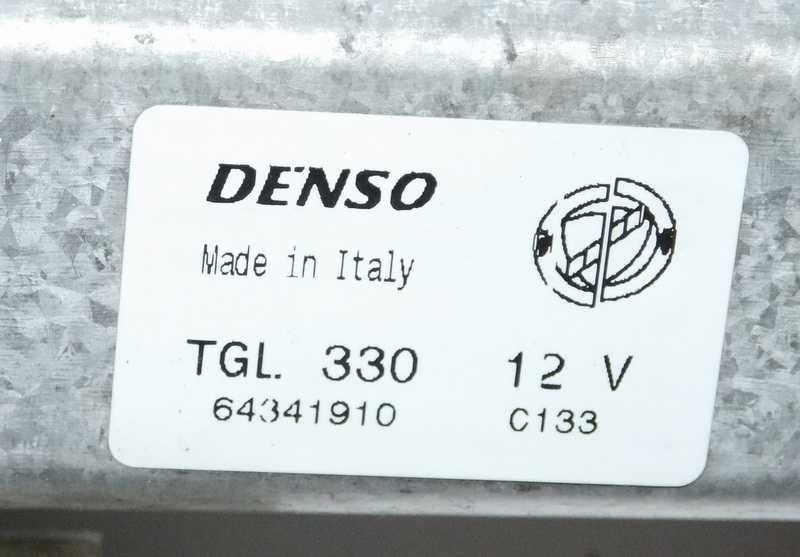 DENSO
Made in Italy
TGL. 330 12 V
64341910 C133